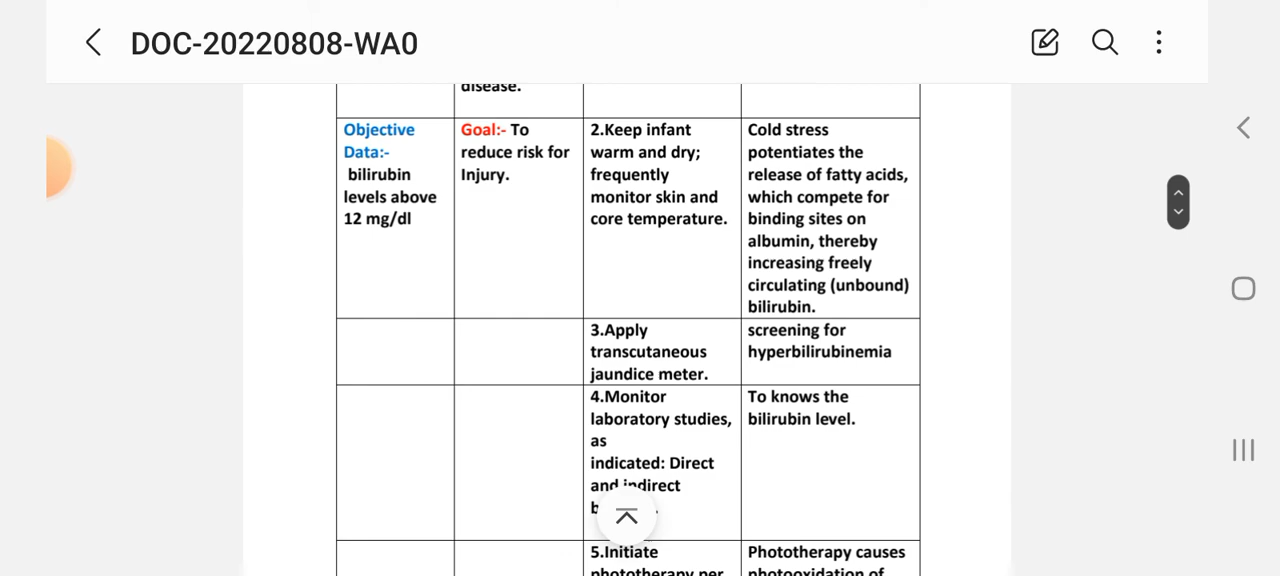 DOC-20220808-WA0
disease.
Objective
Data:-
bilirubin
levels above
12 mg/dl
Goal:- To
reduce risk for
Injury.
2.Keep infant
warm and dry;
frequently
monitor skin and
core temperature.
Cold stress
potentiates the
release of fatty acids,
which compete for
binding sites on
albumin, thereby
increasing freely
circulating (unbound)
bilirubin.
3.Apply
transcutaneous
jaundice meter.
screening for
hyperbilirubinemia
4.Monitor
laboratory studies,
as
indicated: Direct
and indirect
To knows the
bilirubin level.
5.Initiate
phototherapy per
Phototherapy causes
photooxidation of